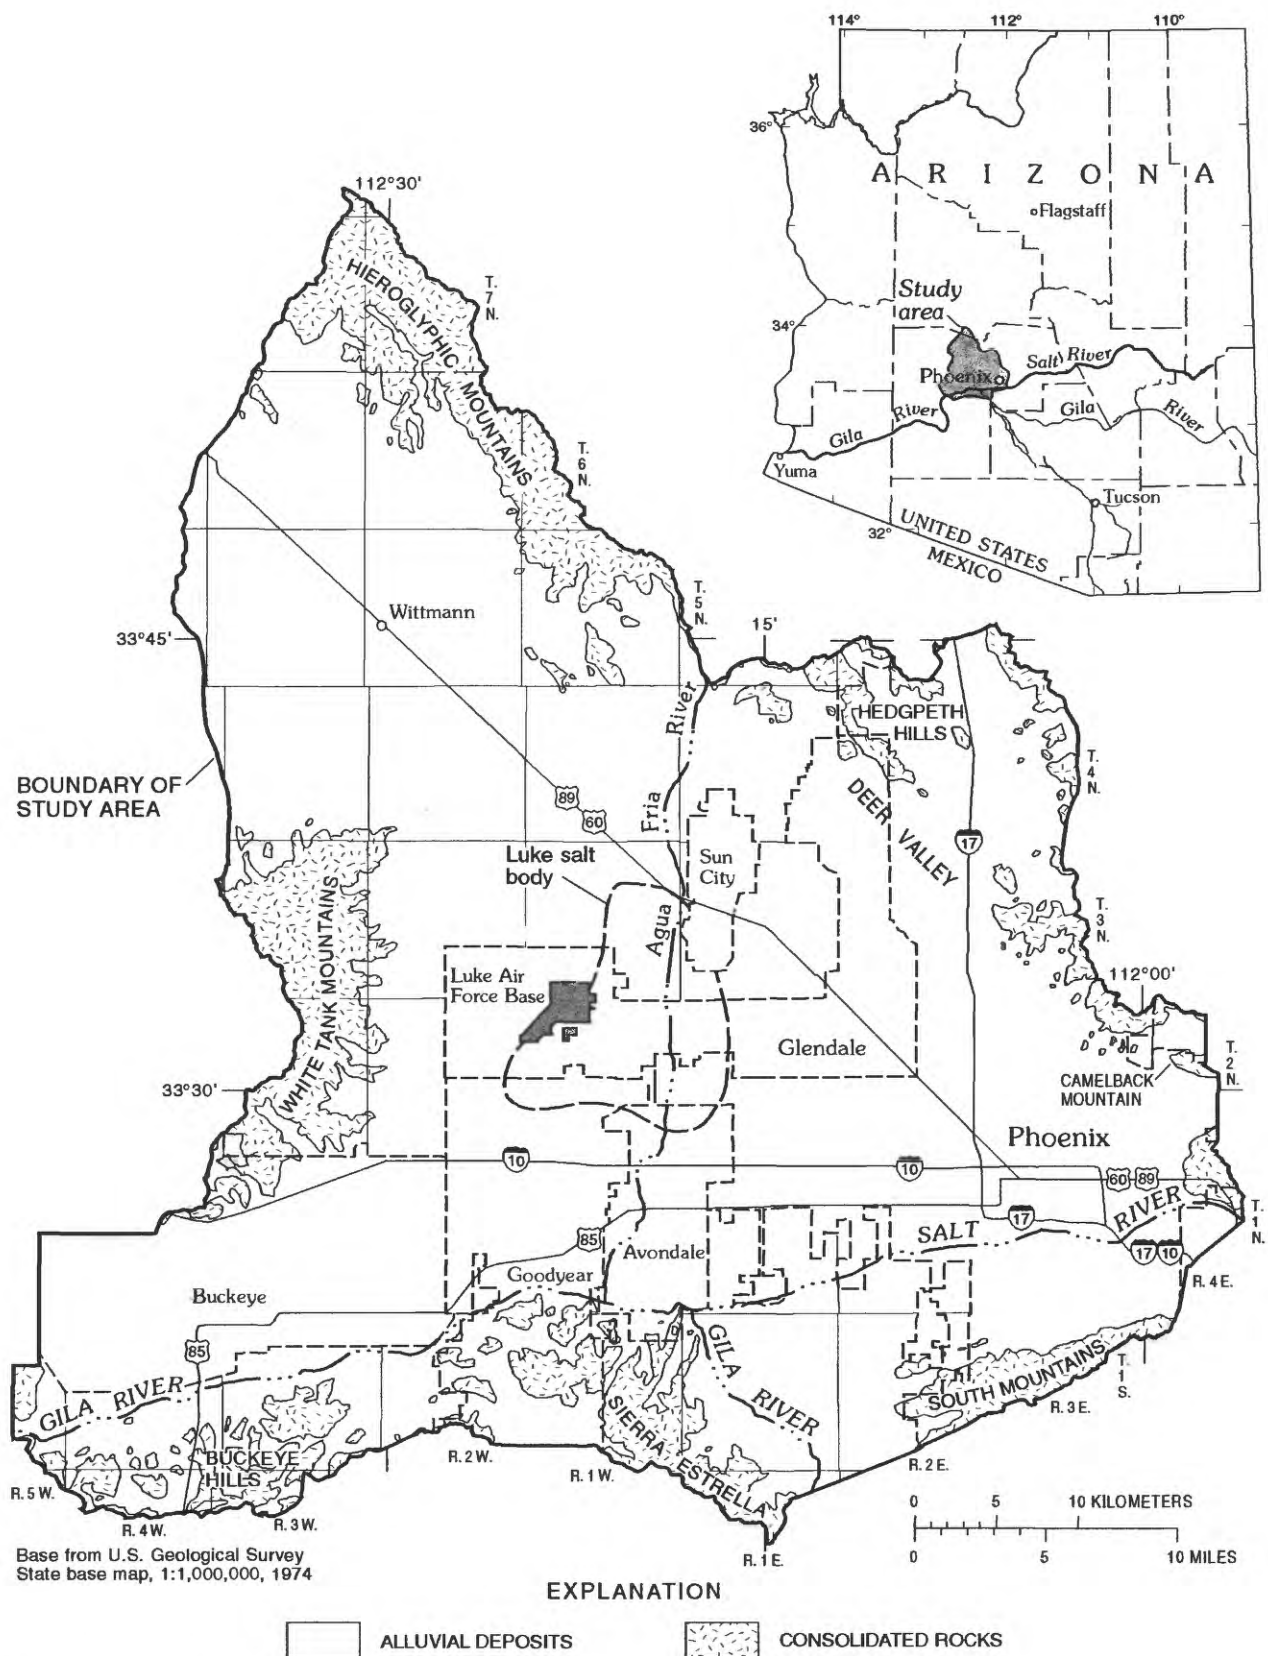 114°
112°
110°
36°
A R I Z O N A
Flagstaff
Study
area
34°
Salt River
Phoenix
Gila River
Gila River
Yuma
Tucson
32°
UNITED STATES
MEXICO
112°30'
HIEROGLYPHIC MOUNTAINS
T.
7
N.
T.
6
N.
T.
5
N.
Wittmann
33°45'
15'
HEDGPETH
HILLS
BOUNDARY OF
STUDY AREA
89
60
Agua Fria River
DEER VALLEY
17
T.
4
N.
Sun
City
Luke salt
body
WHITE TANK MOUNTAINS
T.
3
N.
Luke Air
Force Base
112°00'
Glendale
T.
2
N.
33°30'
CAMELBACK
MOUNTAIN
Phoenix
10
10
60 89
T.
1
N.
17
SALT RIVER
17 10
85
Avondale
Goodyear
Buckeye
R. 4 E.
85
GILA RIVER
GILA RIVER
SOUTH MOUNTAINS
T.
1
S.
R. 3 E.
SIERRA ESTRELLA
BUCKEYE
HILLS
R. 2 W.
R. 1 W.
R. 2 E.
R. 5 W.
R. 4 W.
R. 3 W.
R. 1 E.
0 5 10 KILOMETERS
0 5 10 MILES
Base from U.S. Geological Survey
State base map, 1:1,000,000, 1974
EXPLANATION
ALLUVIAL DEPOSITS
CONSOLIDATED ROCKS